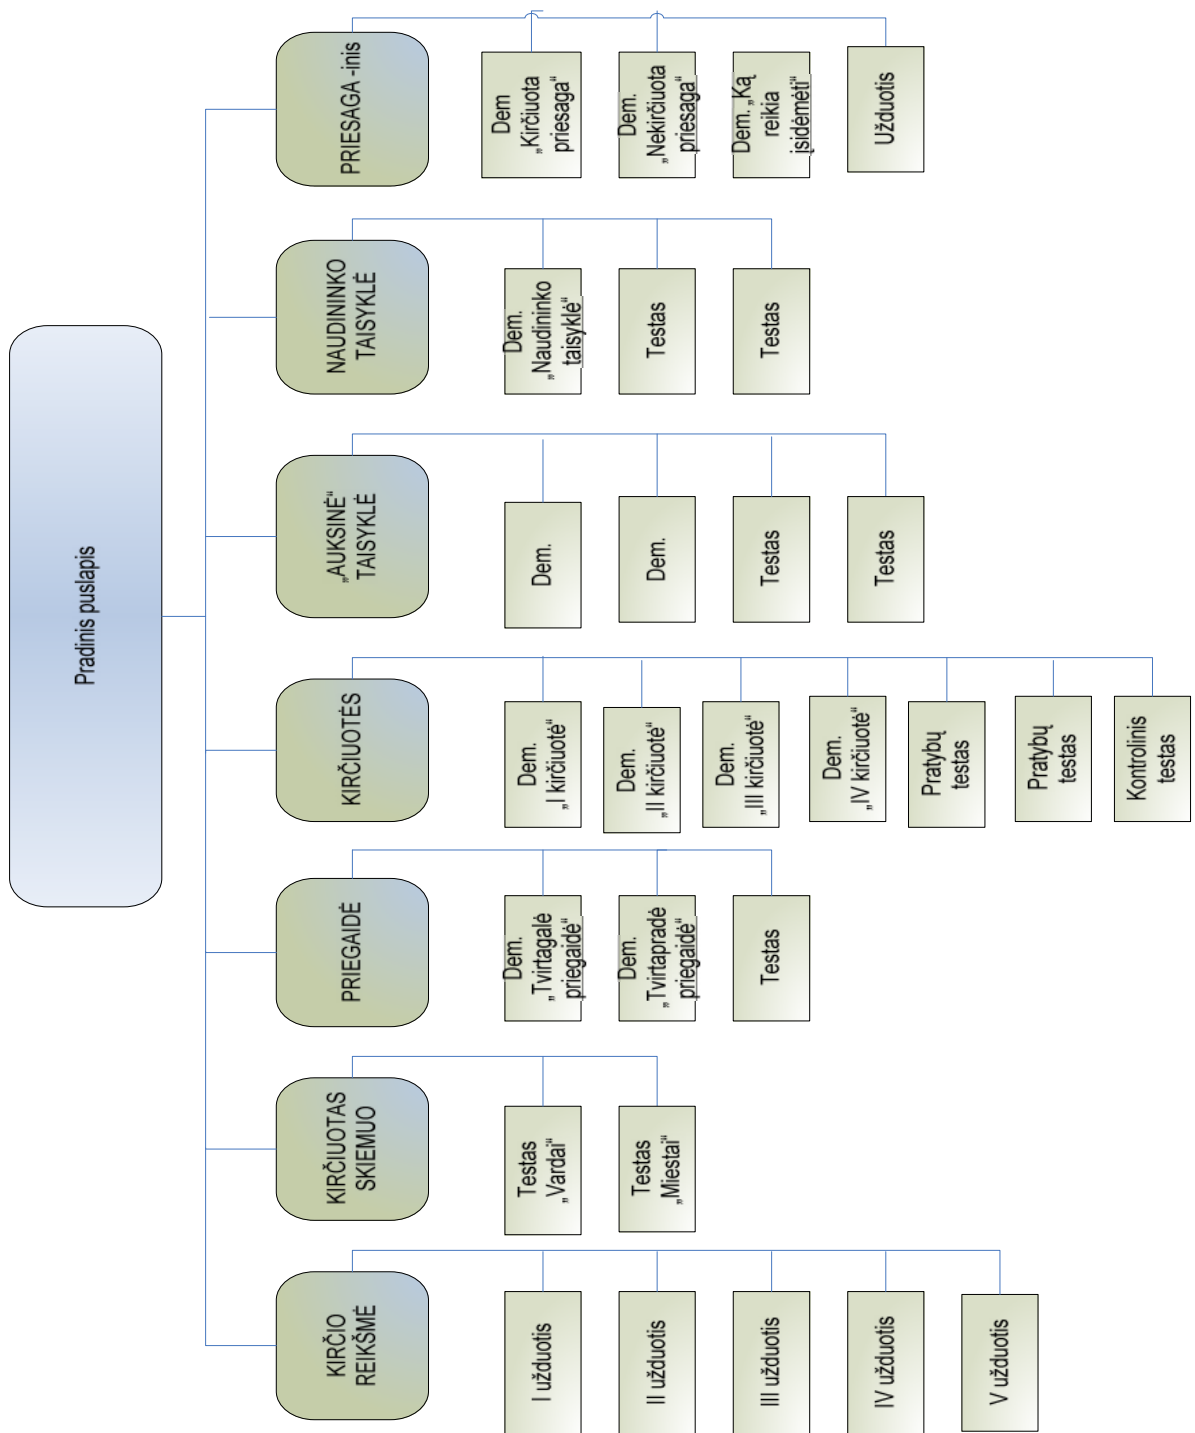 Pradinis puslapis
KIRČIO
REIKŠMĖ
KIRČIUOTAS
SKIEMUO
PRIEGAIDĖ
KIRČIUOTĖS
„AUKSINĖ“
TAISYKLĖ
NAUDININKO
TAISYKLĖ
PRIESAGA -inis
I užduotis
II užduotis
III užduotis
IV užduotis
V užduotis
Testas
„Vardai“
Testas
„Miestai“
Dem.
„Tvirtagalė
priegaidė“
Dem.
„Tvirtapradė
priegaidė“
Testas
Dem.
„I kirčiuotė“
Dem.
„II kirčiuotė“
Dem.
„III kirčiuotė“
Dem.
„IV kirčiuotė“
Pratybų
testas
Pratybų
testas
Kontrolinis
testas
Dem.
Dem.
Testas
Testas
Dem.
„Naudininko
taisyklė“
Testas
Testas
Dem
„Kirčiuota
priesaga“
Dem.
„Nekirčiuota
priesaga“
Dem. „Ką
reikia
įsidėmėti“
Užduotis